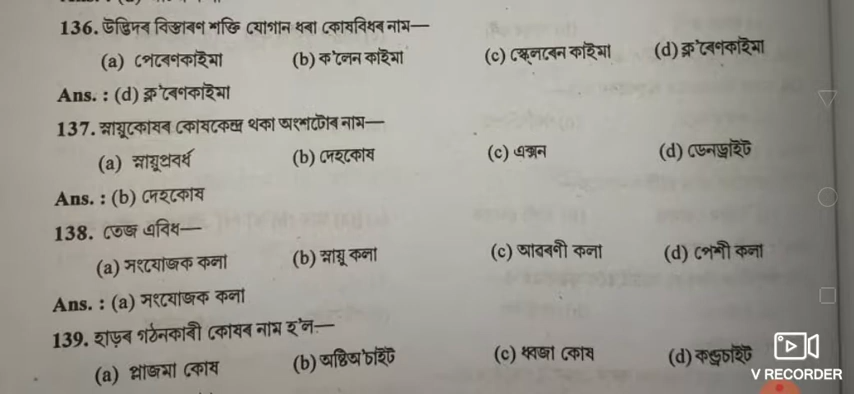 136. উদ্ভিদৰ বিস্তাৰণ শক্তি যোগান ধৰা কোষবিধৰ নাম—
(a) পেৰেণকাইমা (b) ক'লেন কাইমা (c) স্ক্লেৰেন কাইমা (d) ক্ল'ৰেণকাইমা
Ans. : (d) ক্ল'ৰেণকাইমা
137. স্নায়ুকোষৰ কোষকেন্দ্ৰ থকা অংশটোৰ নাম—
(a) স্নায়ুপ্ৰবৰ্ধ (b) দেহকোষ (c) এক্সন (d) ডেনড্ৰাইট
Ans. : (b) দেহকোষ
138. তেজ এবিধ—
(a) সংযোজক কলা (b) স্নায়ু কলা (c) আবৰণী কলা (d) পেশী কলা
Ans. : (a) সংযোজক কলা
139. হাড়ৰ গঠনকাৰী কোষৰ নাম হ'ল—
(a) প্লাজমা কোষ (b) অষ্টিঅ'চাইট (c) ধ্বজা কোষ (d) কণ্ড্ৰচাইট
V RECORDER